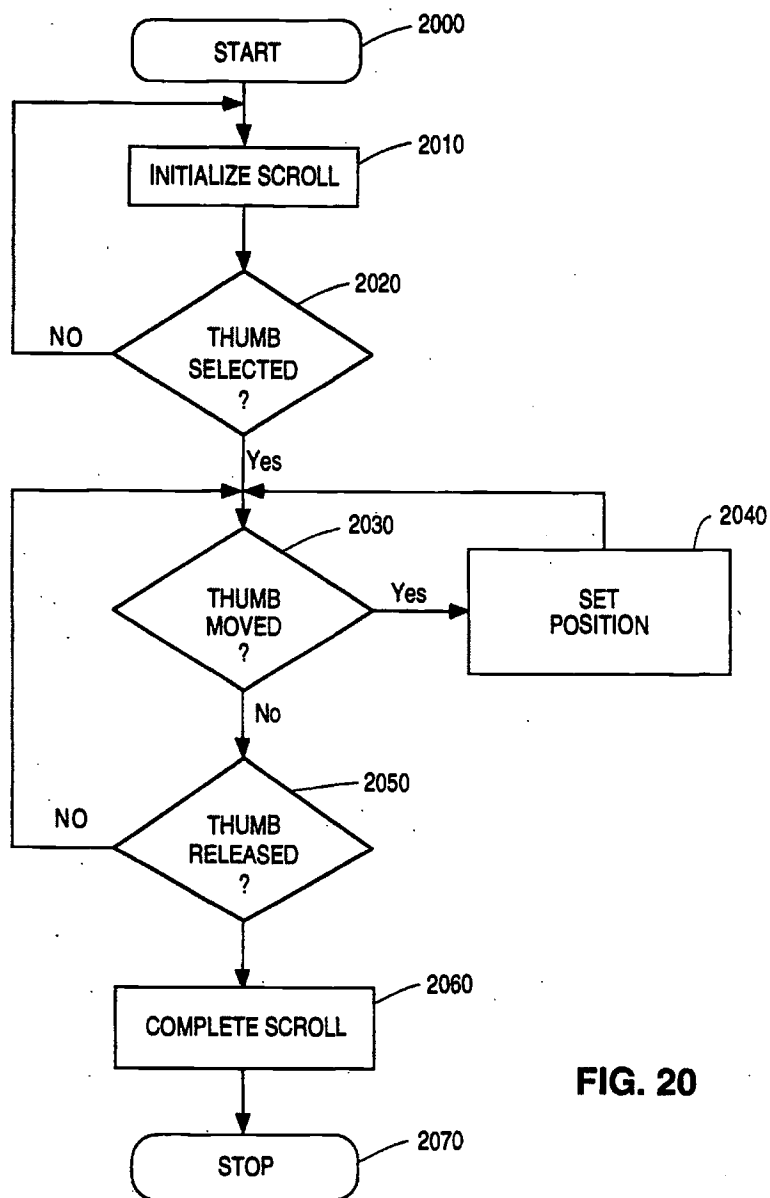 START
2000
INITIALIZE SCROLL
2010
THUMB
SELECTED
?
2020
NO
Yes
THUMB
MOVED
?
2030
Yes
SET
POSITION
2040
No
THUMB
RELEASED
?
2050
NO
COMPLETE SCROLL
2060
STOP
2070
FIG. 20